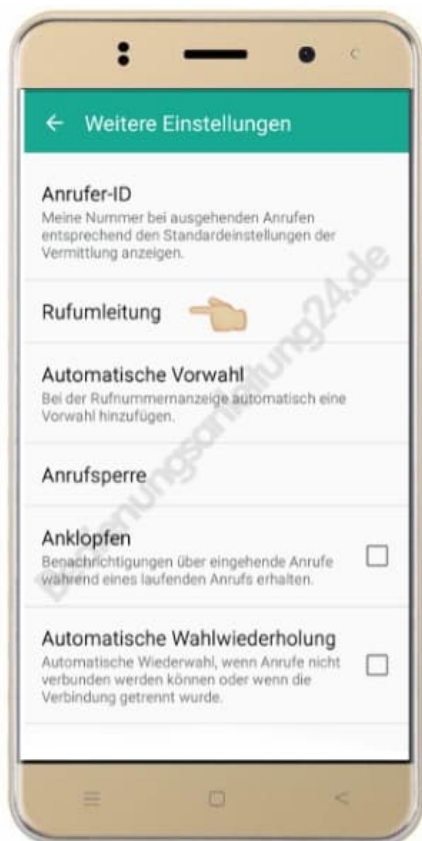 Weitere Einstellungen
Anrufer-ID
Meine Nummer bei ausgehenden Anrufen
entsprechend den Standardeinstellungen der
Vermittlung anzeigen.
Rufumleitung
Automatische Vorwahl
Bei der Rufnummernanzeige automatisch eine
Vorwahl hinzufügen.
Anrufsperre
Anklopfen
Benachrichtigungen über eingehende Anrufe
während eines laufenden Anrufs erhalten.
Automatische Wahlwiederholung
Automatische Wiederwahl, wenn Anrufe nicht
verbunden werden können oder wenn die
Verbindung getrennt wurde.
Bedienungsanleitung24.de